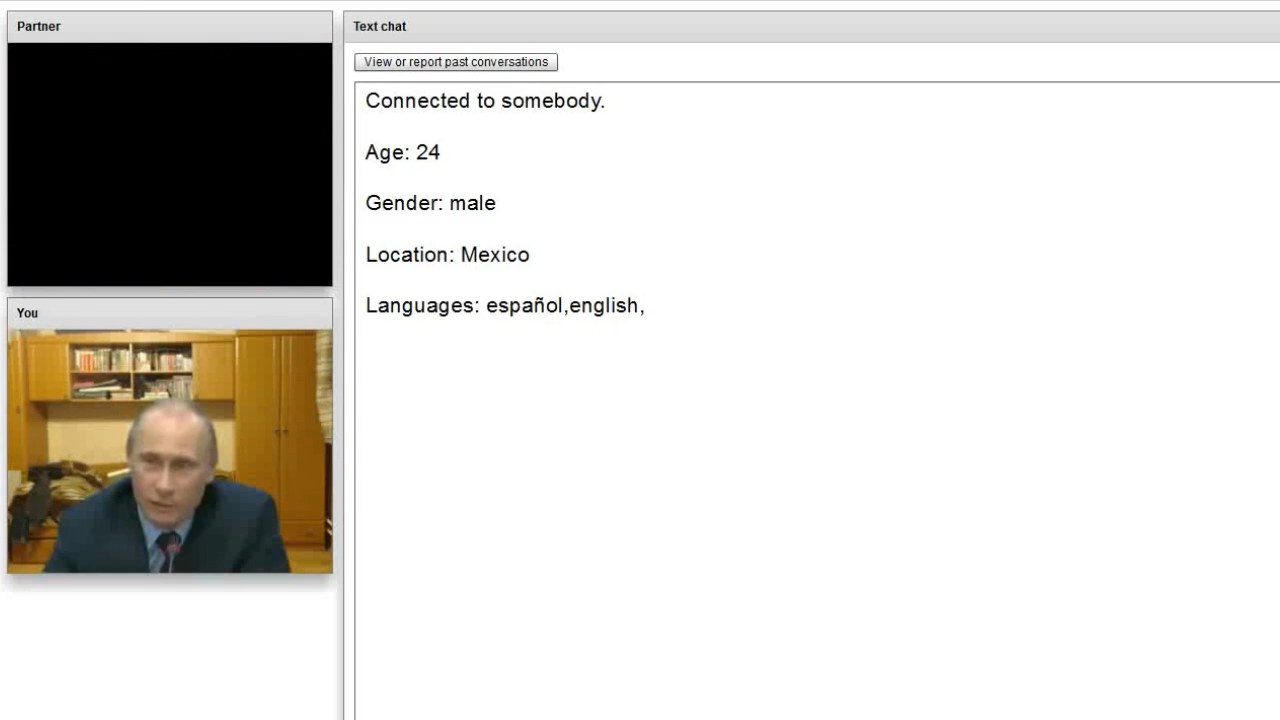 Partner
Text chat
View or report past conversations
Connected to somebody.
Age: 24
Gender: male
Location: Mexico
Languages: español,english,
You